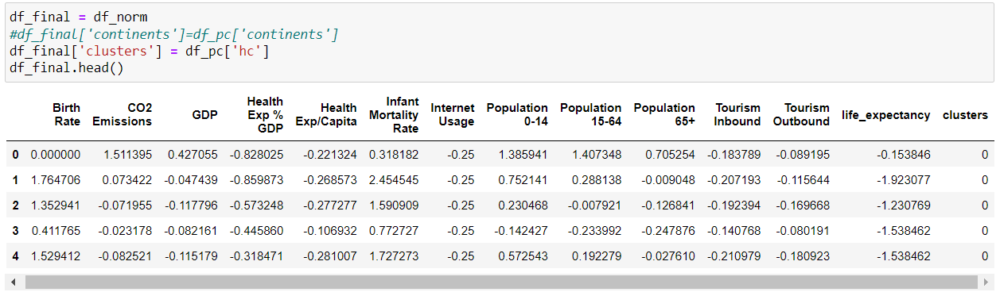 df_final = df_norm
#df_final['continents']=df_pc['continents']
df_final['clusters'] = df_pc['hc']
df_final.head()
Birth Rate CO2 Emissions GDP Health Exp % GDP Health Exp/Capita Infant Mortality Rate Internet Usage Population 0-14 Population 15-64 Population 65+ Tourism Inbound Tourism Outbound life_expectancy clusters
0 0.000000 1.511395 0.427055 -0.828025 -0.221324 0.318182 -0.25 1.385941 1.407348 0.705254 -0.183789 -0.089195 -0.153846 0
1 1.764706 0.073422 -0.047439 -0.859873 -0.268573 2.454545 -0.25 0.752141 0.288138 -0.009048 -0.207193 -0.115644 -1.923077 0
2 1.352941 -0.071955 -0.117796 -0.573248 -0.277277 1.590909 -0.25 0.230468 -0.007921 -0.126841 -0.192394 -0.169668 -1.230769 0
3 0.411765 -0.023178 -0.082161 -0.445860 -0.106932 0.772727 -0.25 -0.142427 -0.233992 -0.247876 -0.140768 -0.080191 -1.538462 0
4 1.529412 -0.082521 -0.115179 -0.318471 -0.281007 1.727273 -0.25 0.572543 0.192279 -0.027610 -0.210979 -0.180923 -1.538462 0